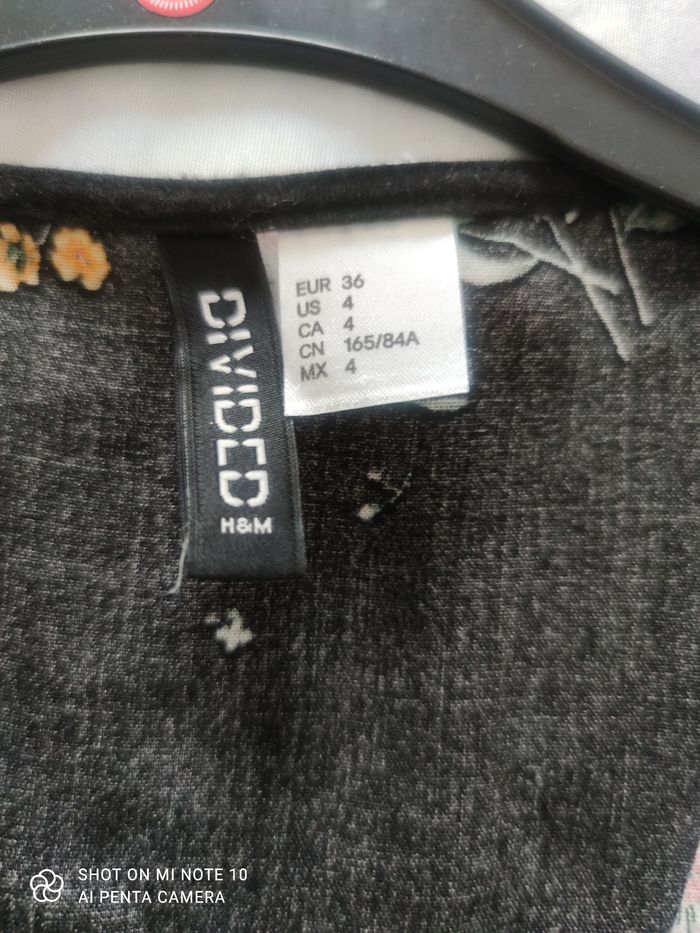 EUR 36
US 4
CA 4
CN 165/84A
MX 4
DIVIDED
H&M
SHOT ON MI NOTE 10
AI PENTA CAMERA